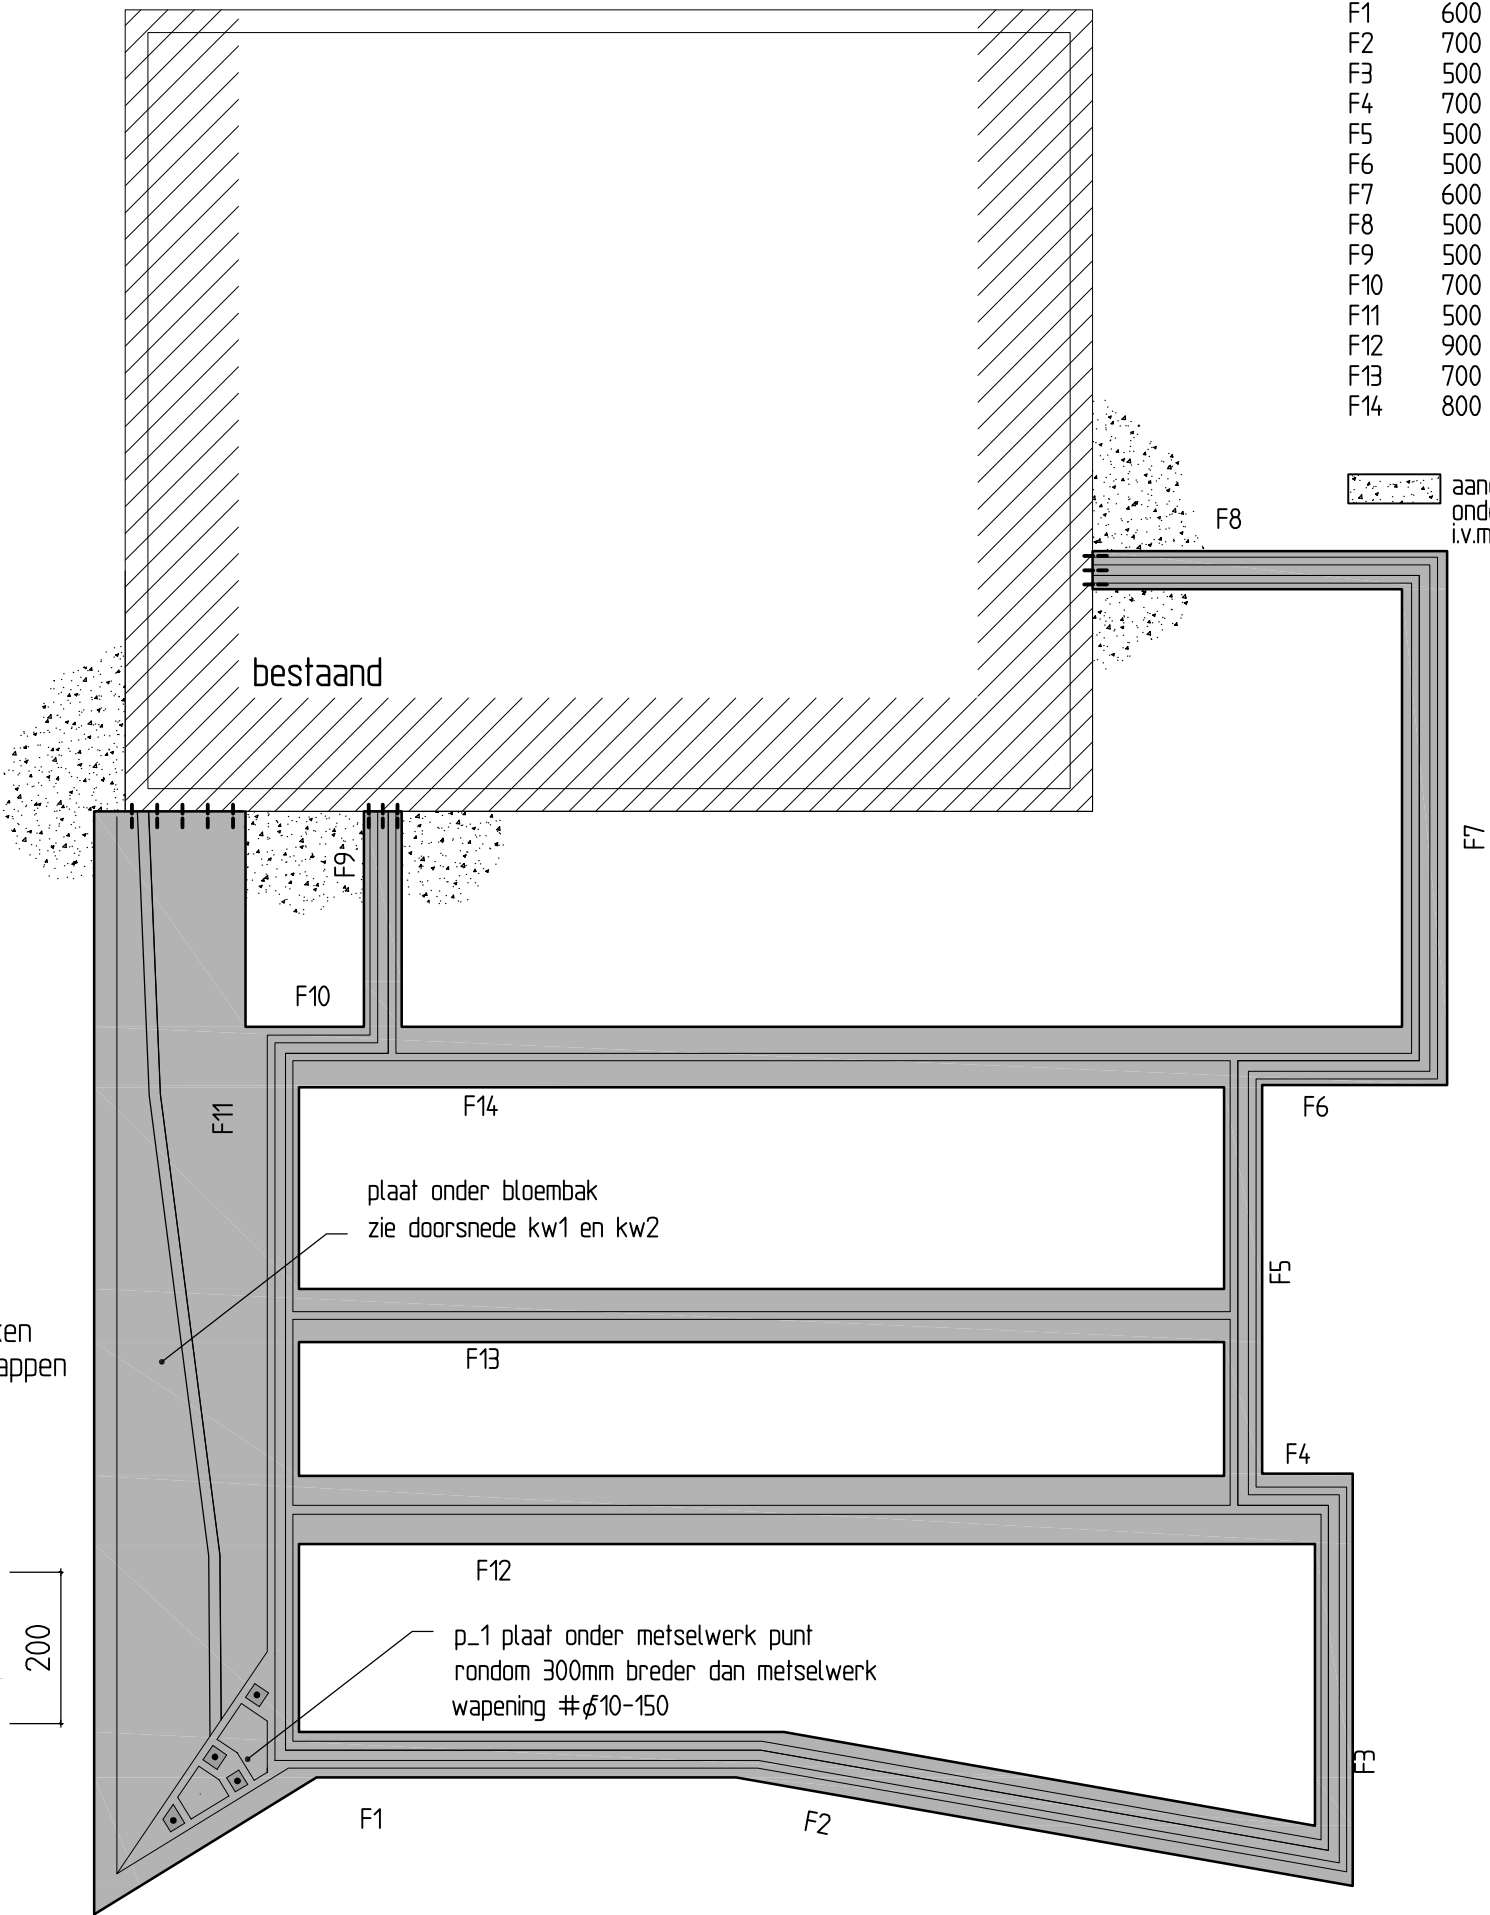 F1 600
F2 700
F3 500
F4 700
F5 500
F6 500
F7 600
F8 500
F9 500
F10 700
F11 500
F12 900
F13 700
F14 800
i.v.m
F8
bestaand
F7
F9
F10
F11
F14
F6
plaat onder bloembak
zie doorsnede kw1 en kw2
F5
F13
F4
F12
200
p_1 plaat onder metselwerk punt
rondom 300mm breder dan metselwerk
wapening #ø10-150
F3
F1
F2